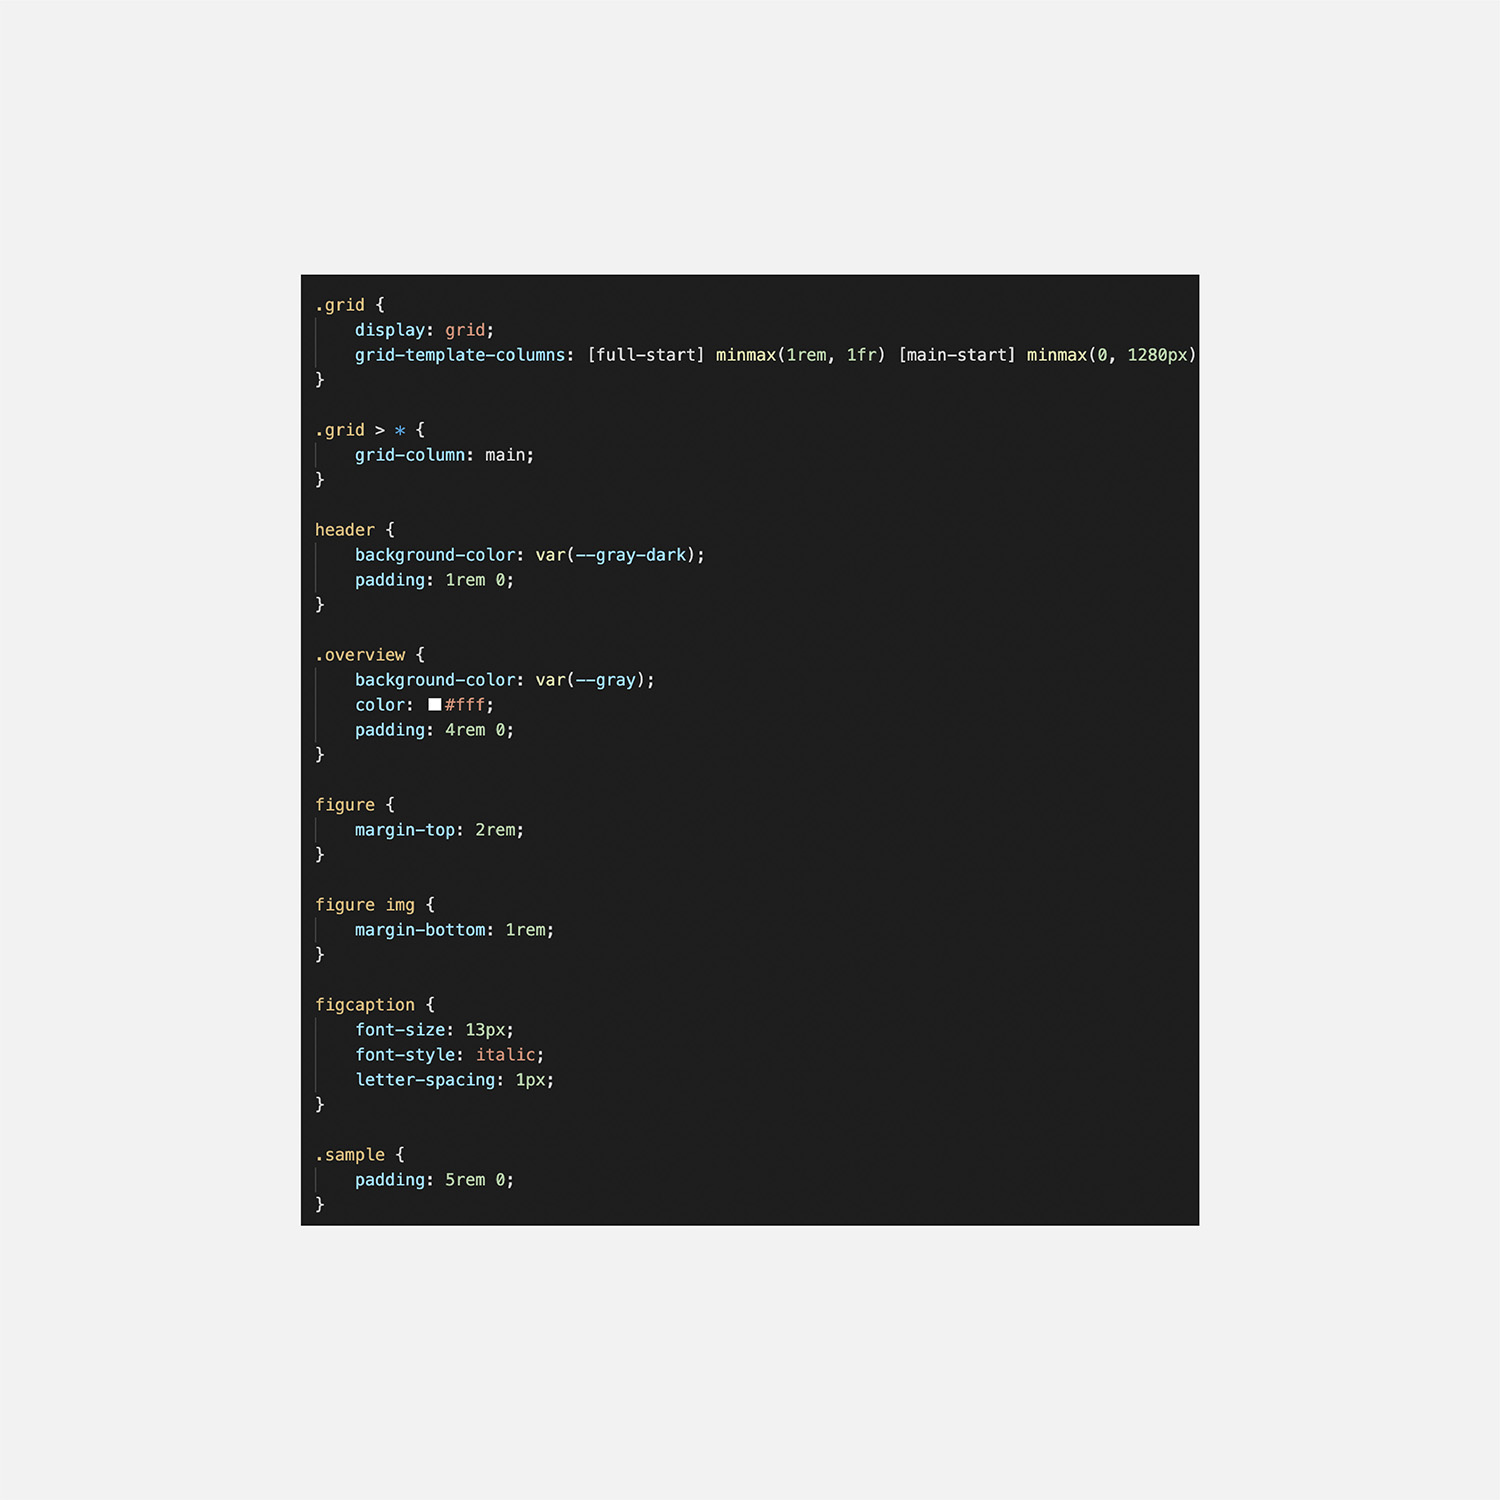 .grid {
    display: grid;
    grid-template-columns: [full-start] minmax(1rem, 1fr) [main-start] minmax(0, 1280px)
}

.grid > * {
    grid-column: main;
}

header {
    background-color: var(--gray-dark);
    padding: 1rem 0;
}

.overview {
    background-color: var(--gray);
    color: #fff;
    padding: 4rem 0;
}

figure {
    margin-top: 2rem;
}

figure img {
    margin-bottom: 1rem;
}

figcaption {
    font-size: 13px;
    font-style: italic;
    letter-spacing: 1px;
}

.sample {
    padding: 5rem 0;
}